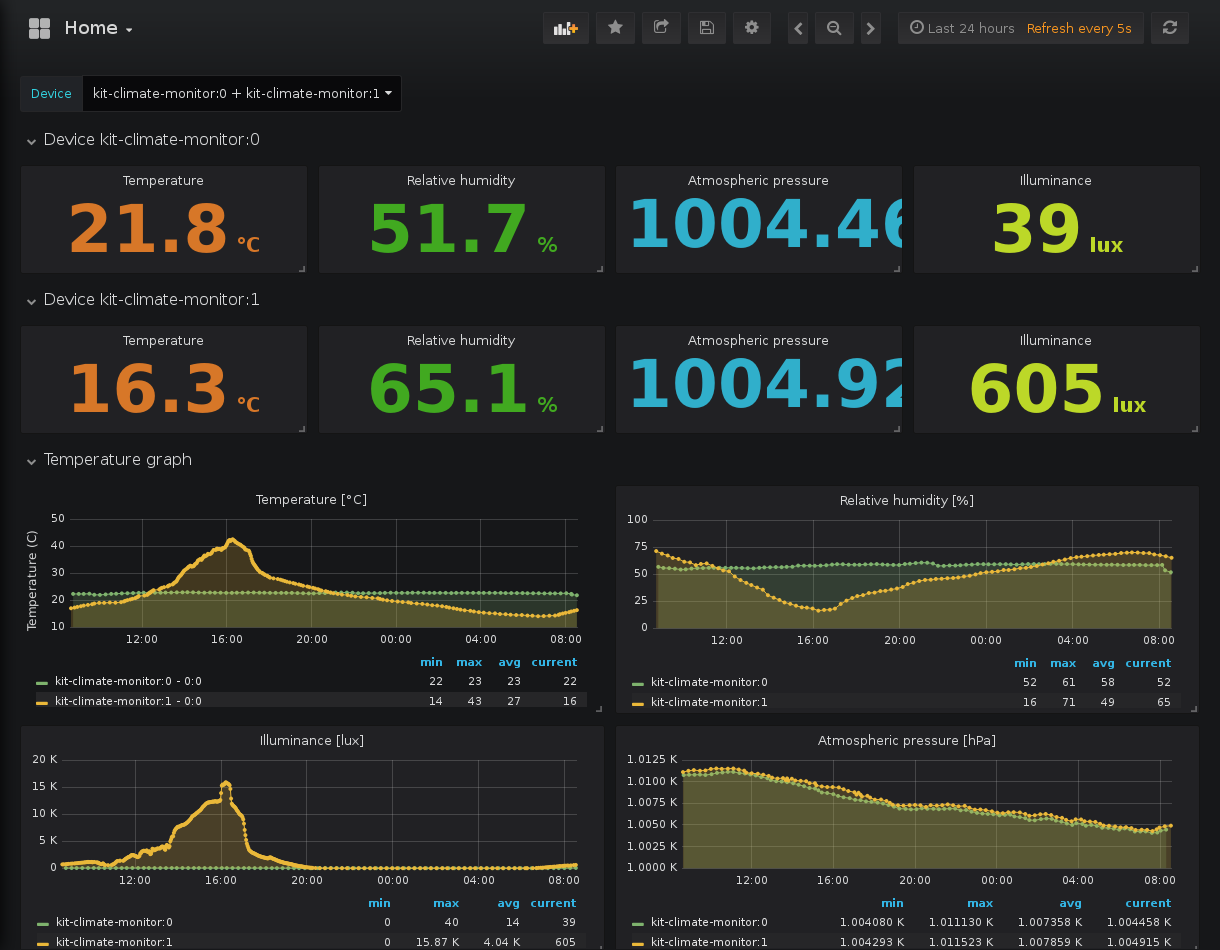 Home
Last 24 hours Refresh every 5s
Device kit-climate-monitor:0 + kit-climate-monitor:1
Device kit-climate-monitor:0
Temperature Relative humidity Atmospheric pressure Illuminance
21.8 °C 51.7 % 1004.46 39 lux
Device kit-climate-monitor:1
Temperature Relative humidity Atmospheric pressure Illuminance
16.3 °C 65.1 % 1004.92 605 lux
Temperature graph
Temperature [°C]
Temperature (C)
50
40
30
20
10
12:00 16:00 20:00 00:00 04:00 08:00
min max avg current
kit-climate-monitor:0 - 0:0 22 23 23 22
kit-climate-monitor:1 - 0:0 14 43 27 16
Relative humidity [%]
100
75
50
25
0
12:00 16:00 20:00 00:00 04:00 08:00
min max avg current
kit-climate-monitor:0 52 61 58 52
kit-climate-monitor:1 16 71 49 65
Illuminance [lux]
20 K
15 K
10 K
5 K
0
12:00 16:00 20:00 00:00 04:00 08:00
min max avg current
kit-climate-monitor:0 0 40 14 39
kit-climate-monitor:1 0 15.87 K 4.04 K 605
Atmospheric pressure [hPa]
1.0125 K
1.0100 K
1.0075 K
1.0050 K
1.0025 K
1.0000 K
12:00 16:00 20:00 00:00 04:00 08:00
min max avg current
kit-climate-monitor:0 1.004080 K 1.011130 K 1.007358 K 1.004458 K
kit-climate-monitor:1 1.004293 K 1.011523 K 1.007859 K 1.004915 K